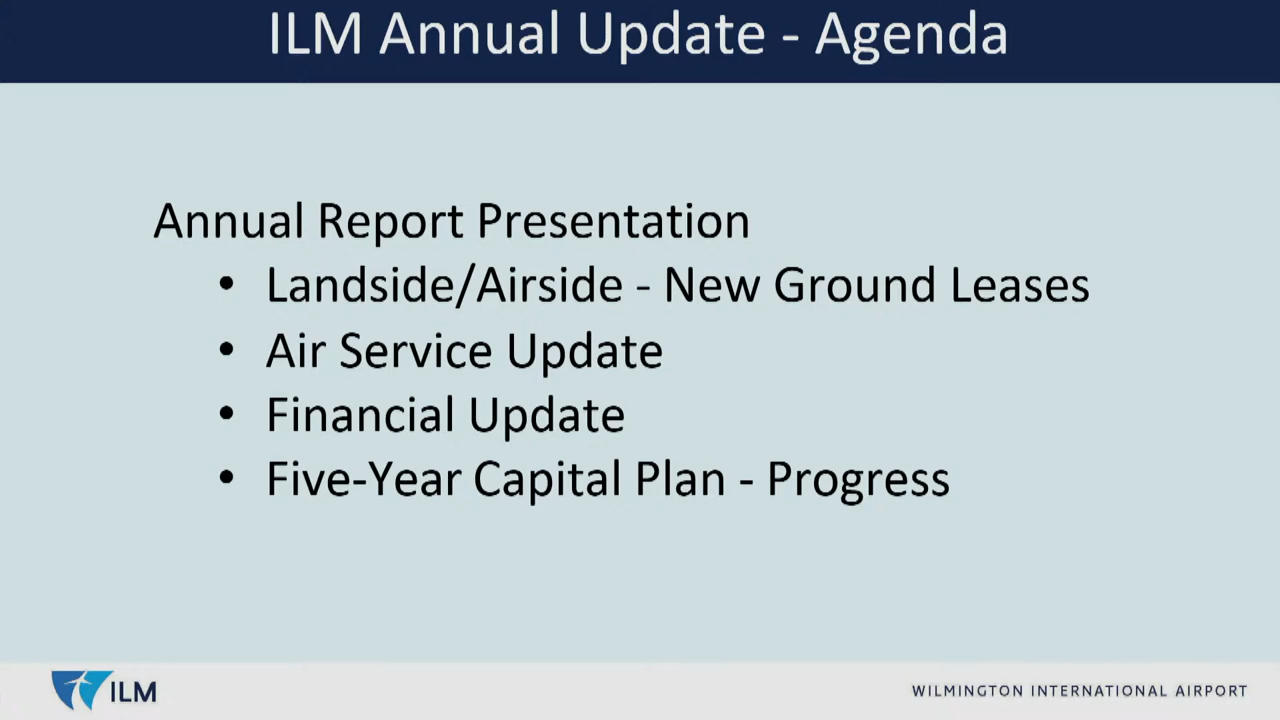 ILM Annual Update - Agenda
Annual Report Presentation
• Landside/Airside - New Ground Leases
• Air Service Update
• Financial Update
• Five-Year Capital Plan - Progress
ILM
WILMINGTON INTERNATIONAL AIRPORT